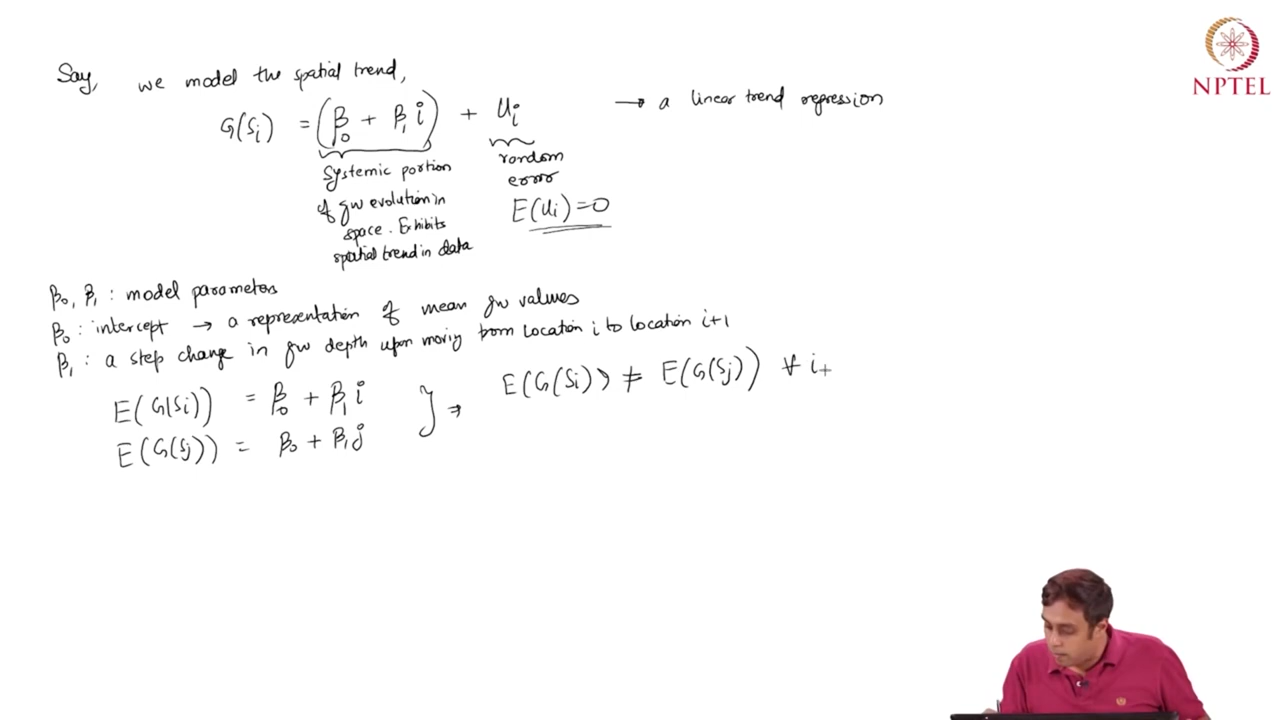 Say, we model the spatial trend,
G(Si) = (β0 + β1 i) + Ui → a linear trend regression
systemic portion
of gw evolution in
space. Exhibits
spatial trend in data
random
error
E(Ui) = 0
β0, β1 : model parameters
β0 : intercept → a representation of mean gw values
β1 : a step change in gw depth upon moving from location i to location i+1
E(G(Si)) = β0 + β1 i
E(G(Sj)) = β0 + β1 j
} ⇒ E(G(Si)) ≠ E(G(Sj)) ∀ i+
NPTEL